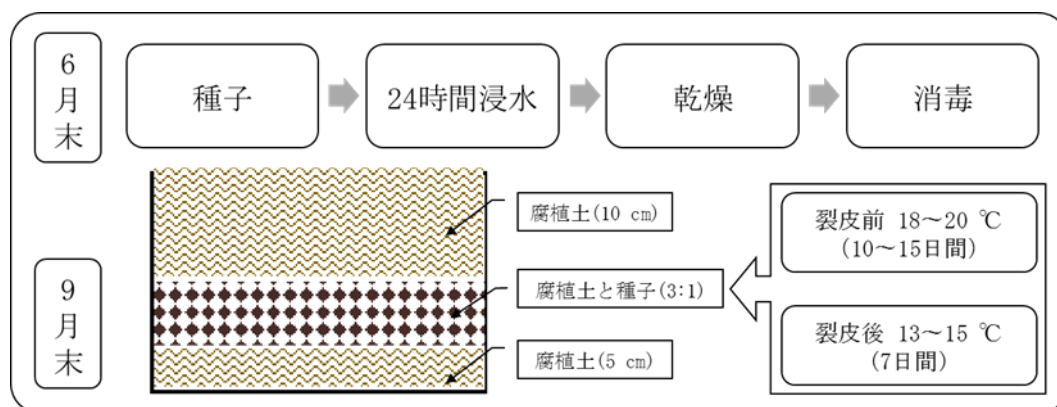 6月末
種子
24時間浸水
乾燥
消毒
9月末
腐植土(10 cm)
腐植土と種子(3:1)
腐植土(5 cm)
裂皮前 18～20 ℃
(10～15日間)
裂皮後 13～15 ℃
(7日間)